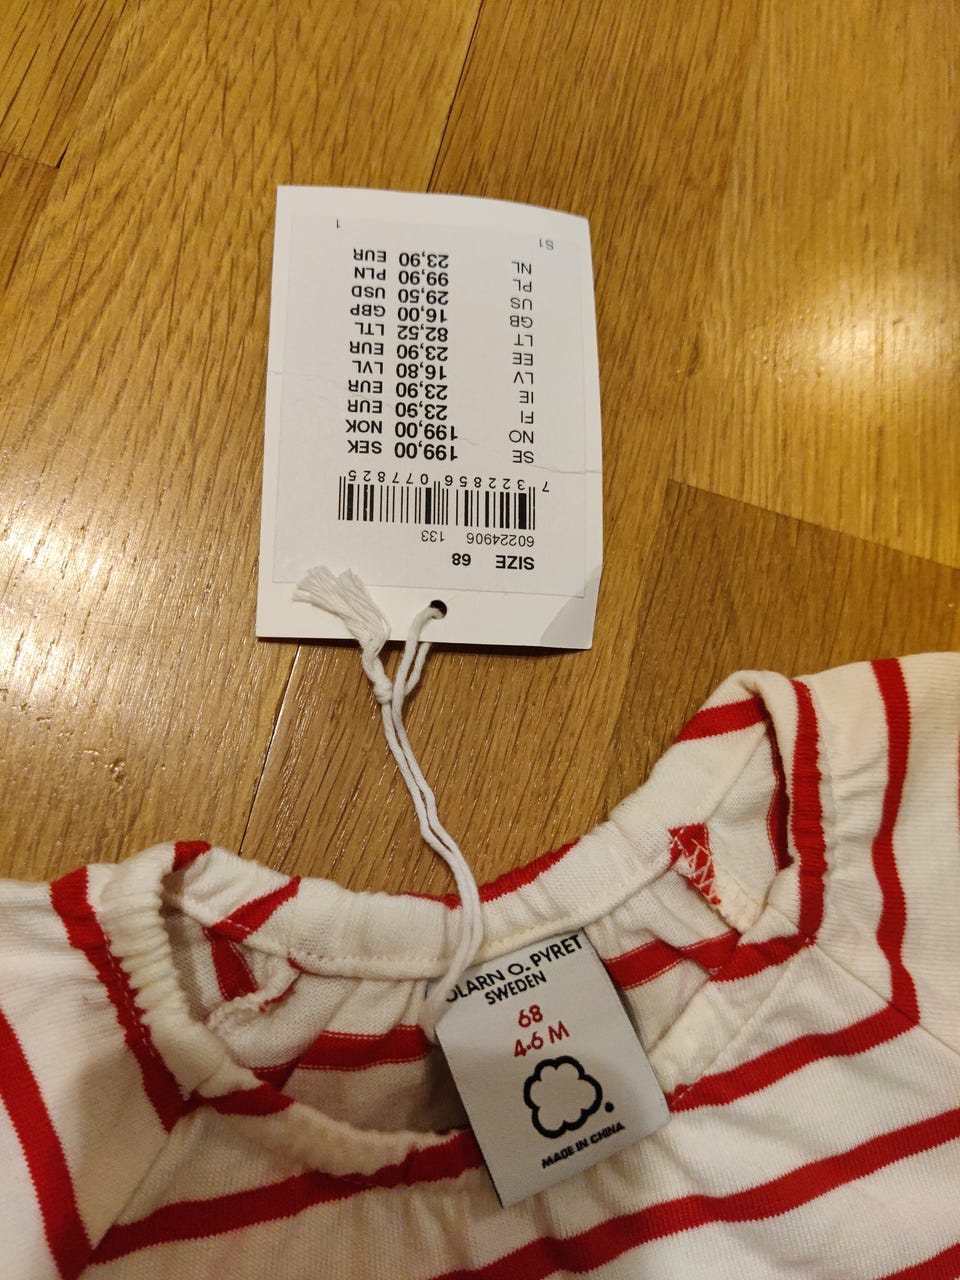 SIZE 68
60224906 133
7 322856 077825
SE 199,00 SEK
NO 199,00 NOK
FI 23,90 EUR
IE 23,90 EUR
LV 16,80 LVL
EE 23,90 EUR
LT 82,52 LTL
GB 16,00 GBP
US 29,50 USD
PL 99,90 PLN
NL 23,90 EUR
S1 1
OLARN O. PYRET
SWEDEN
68
4-6 M
MADE IN CHINA